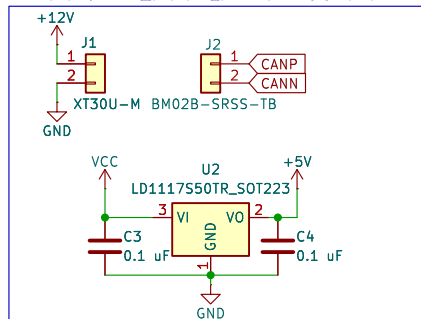 +12V
J1
J2
1
2
1
2
CANP
CANN
XT30U-M
BM02B-SRSS-TB
GND
VCC
U2
+5V
LD1117S50TR_SOT223
3
VI
VO
2
GND
1
C3
0.1 uF
C4
0.1 uF
GND